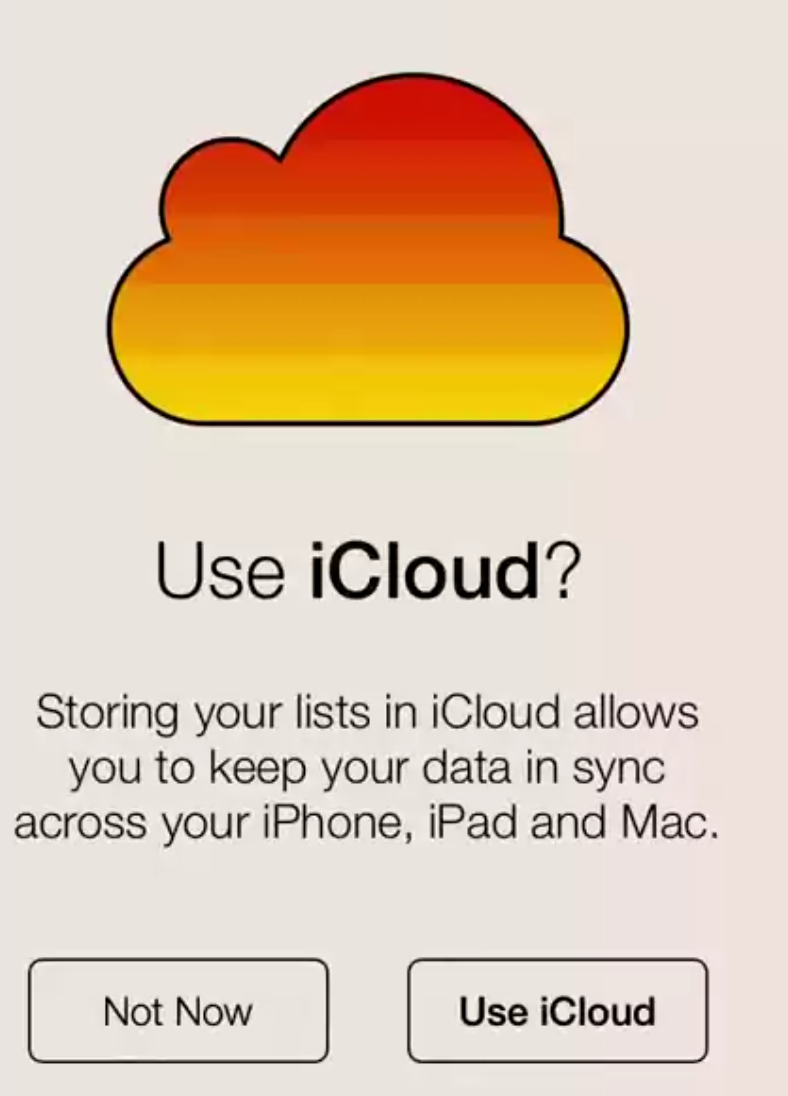 Use iCloud?
Storing your lists in iCloud allows
you to keep your data in sync
across your iPhone, iPad and Mac.
Not Now
Use iCloud